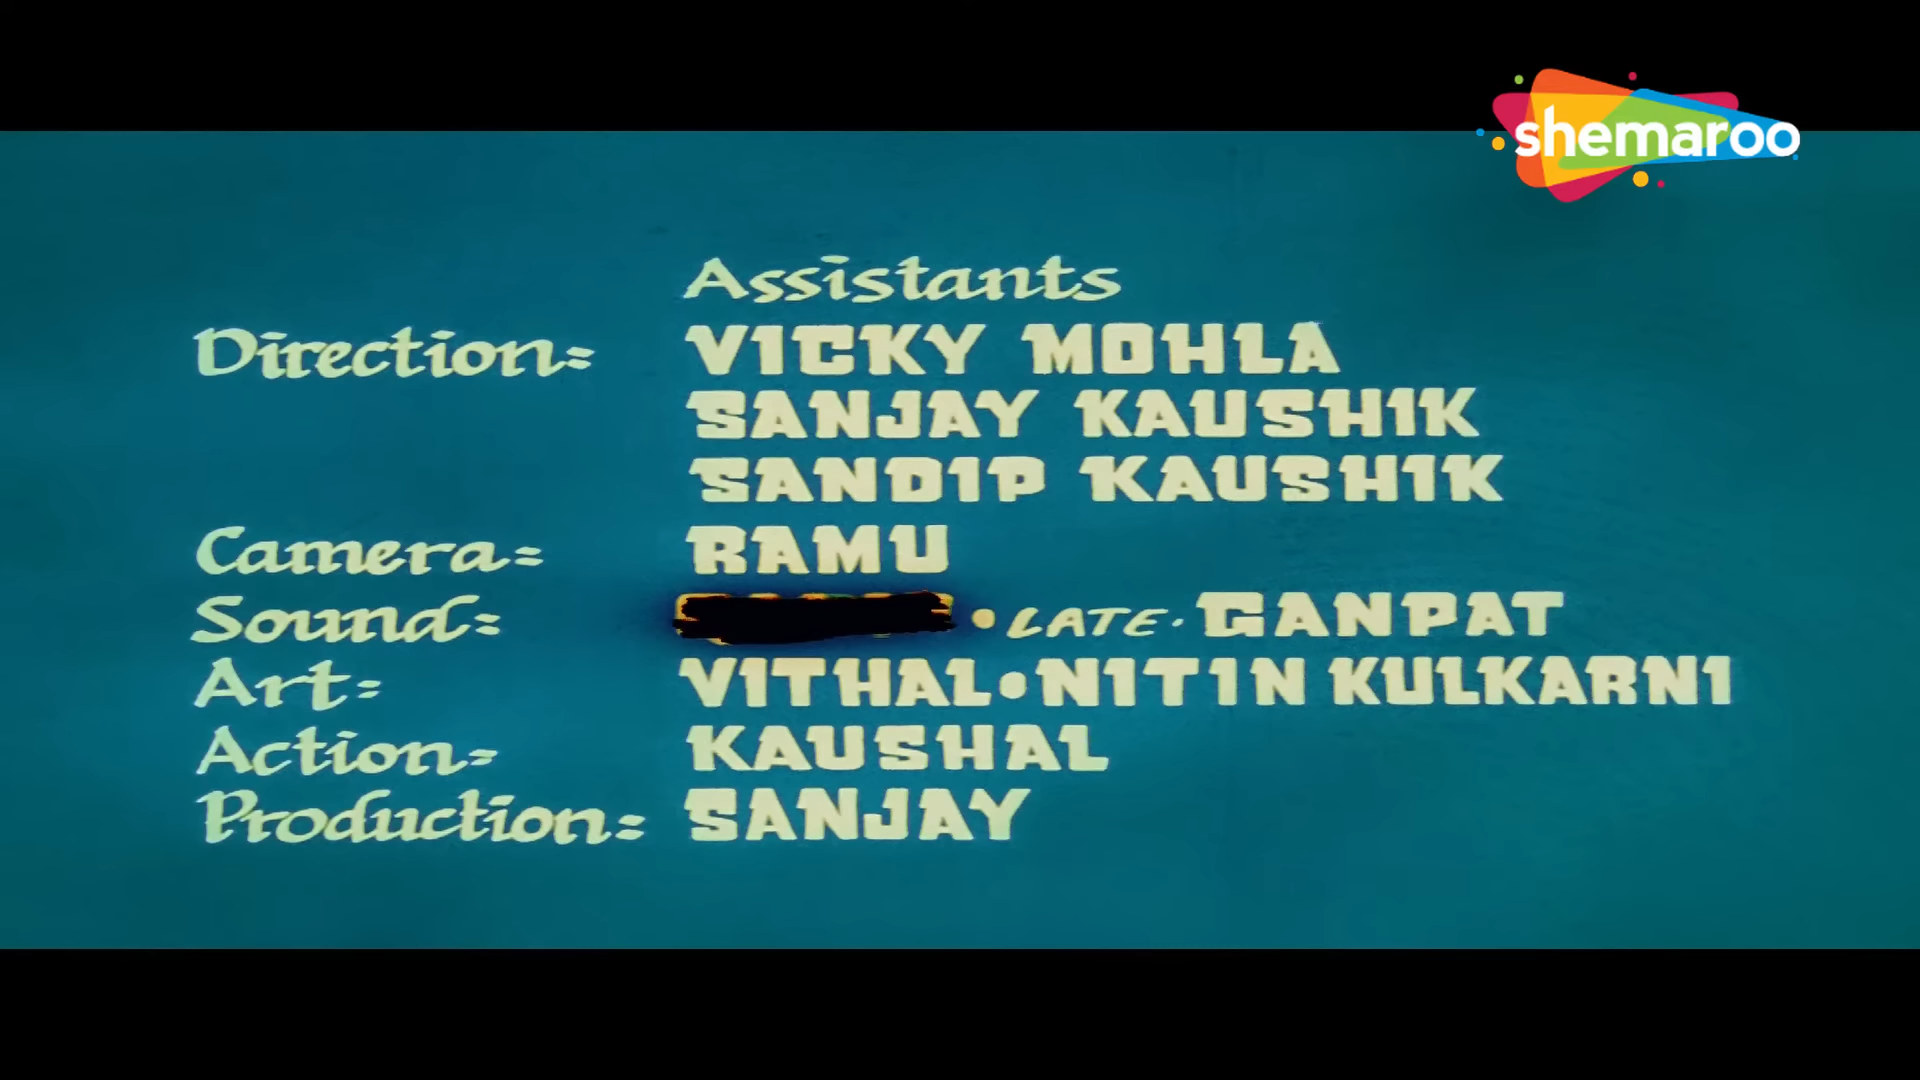 shemaroo
Assistants
Direction= VICKY MOHLA
SANJAY KAUSHIK
SANDIP KAUSHIK
Camera= RAMU
Sound= • LATE • GANPAT
Art= VITHAL • NITIN KULKARNI
Action= KAUSHAL
Production= SANJAY